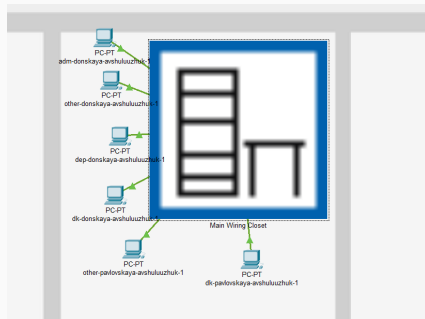 PC-PT
adm-donskaya-avshuluuzhuk-1
PC-PT
other-donskaya-avshuluuzhuk-1
PC-PT
dep-donskaya-avshuluuzhuk-1
PC-PT
dk-donskaya-avshuluuzhuk-1
Main Wiring Closet
PC-PT
other-pavlovskaya-avshuluuzhuk-1
PC-PT
dk-pavlovskaya-avshuluuzhuk-1